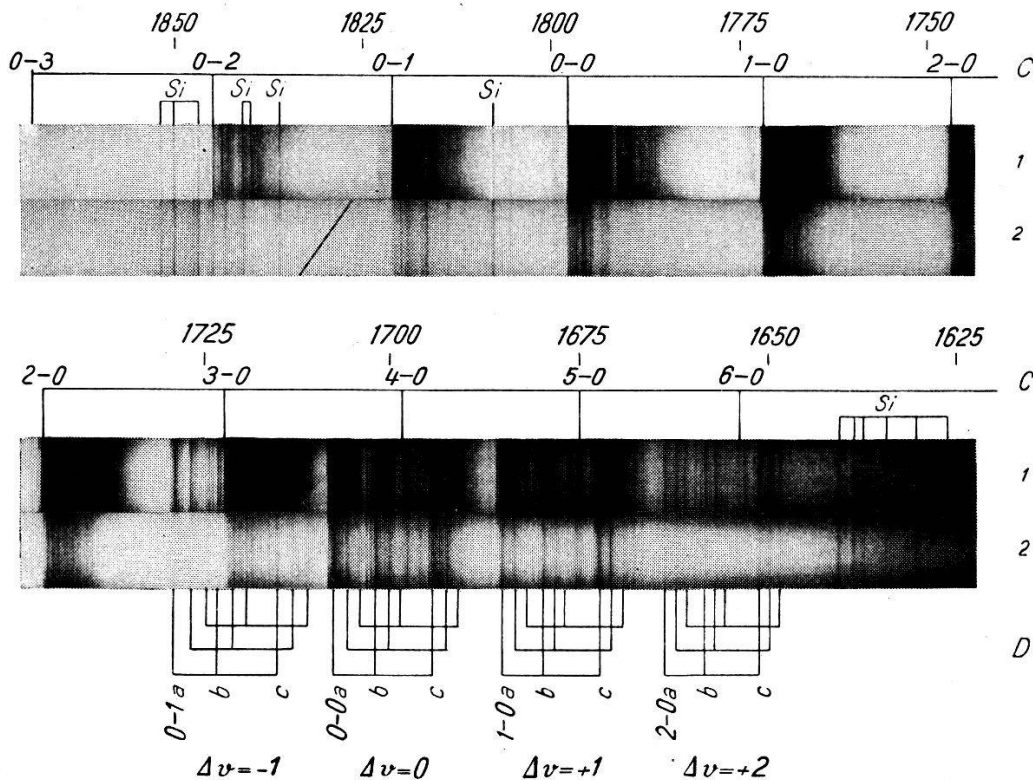 1850 1825 1800 1775 1750
0-3 0-2 0-1 0-0 1-0 2-0 C
Si Si Si Si
1
2
1725 1700 1675 1650 1625
2-0 3-0 4-0 5-0 6-0 C
Si
1
2
D
0-1a b c 0-0a b c 1-0a b c 2-0a b c
Δv=-1 Δv=0 Δv=+1 Δv=+2